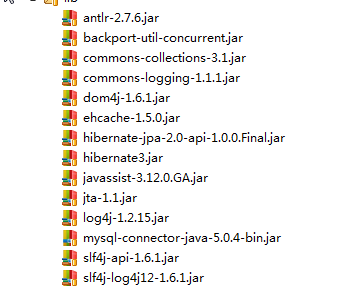 lib
antlr-2.7.6.jar
backport-util-concurrent.jar
commons-collections-3.1.jar
commons-logging-1.1.1.jar
dom4j-1.6.1.jar
ehcache-1.5.0.jar
hibernate-jpa-2.0-api-1.0.0.Final.jar
hibernate3.jar
javassist-3.12.0.GA.jar
jta-1.1.jar
log4j-1.2.15.jar
mysql-connector-java-5.0.4-bin.jar
slf4j-api-1.6.1.jar
slf4j-log4j12-1.6.1.jar